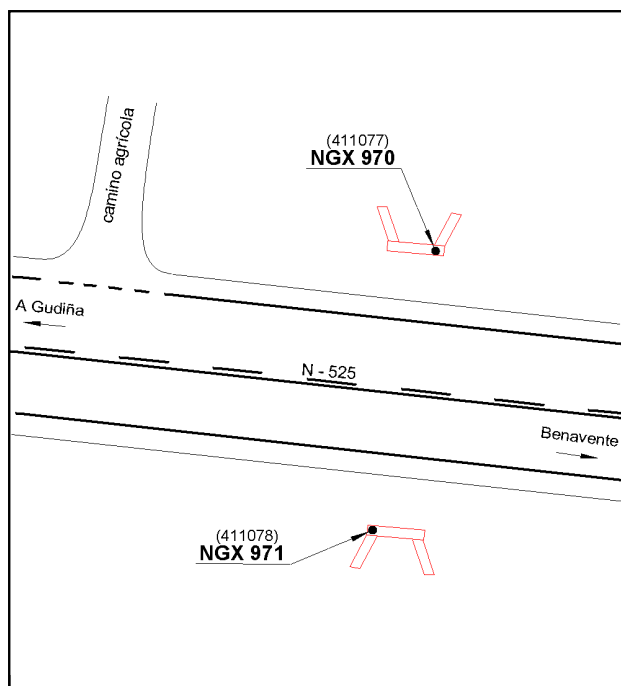 camino agrícola
(411077)
NGX 970
A Gudiña
N - 525
Benavente
(411078)
NGX 971